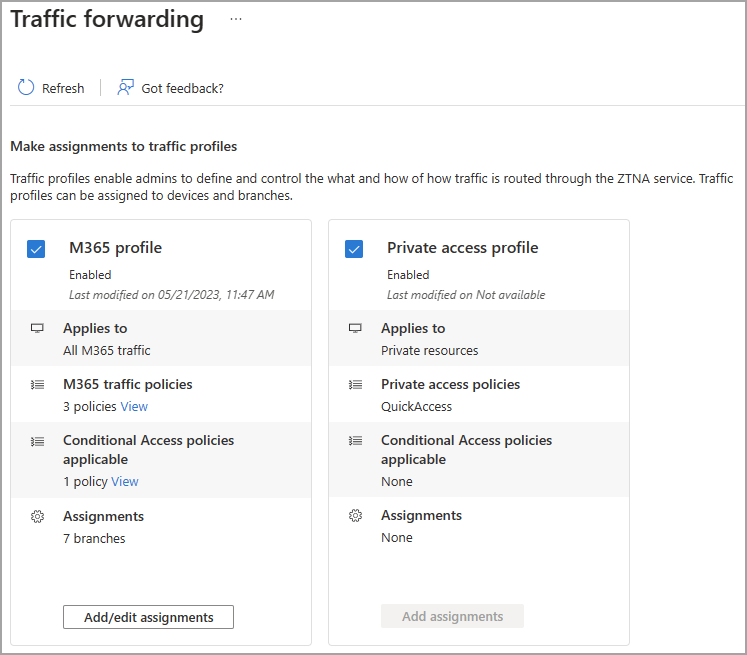 Traffic forwarding ...
Refresh Got feedback?
Make assignments to traffic profiles
Traffic profiles enable admins to define and control the what and how of how traffic is routed through the ZTNA service. Traffic
profiles can be assigned to devices and branches.
M365 profile
Enabled
Last modified on 05/21/2023, 11:47 AM
Applies to
All M365 traffic
M365 traffic policies
3 policies View
Conditional Access policies
applicable
1 policy View
Assignments
7 branches
Add/edit assignments
Private access profile
Enabled
Last modified on Not available
Applies to
Private resources
Private access policies
QuickAccess
Conditional Access policies
applicable
None
Assignments
None
Add assignments